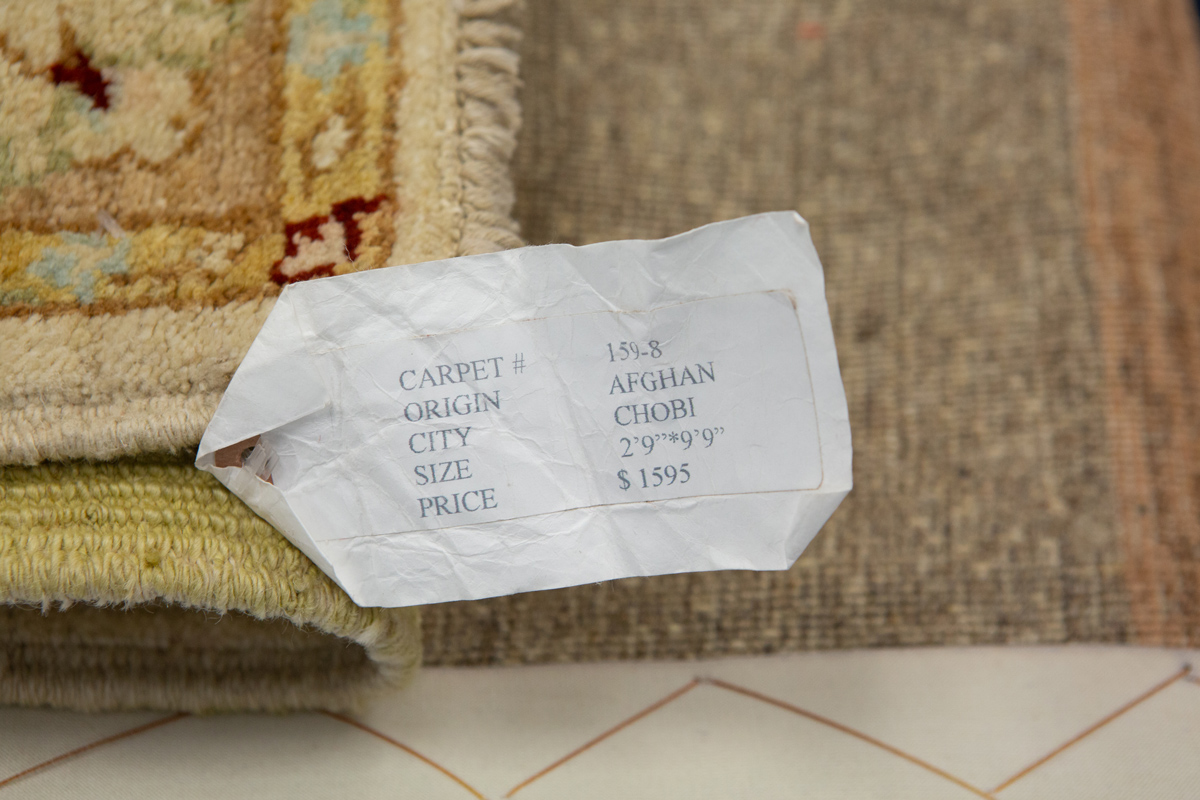 CARPET # 159-8
ORIGIN AFGHAN
CITY CHOBI
SIZE 2’9”*9’9”
PRICE $ 1595